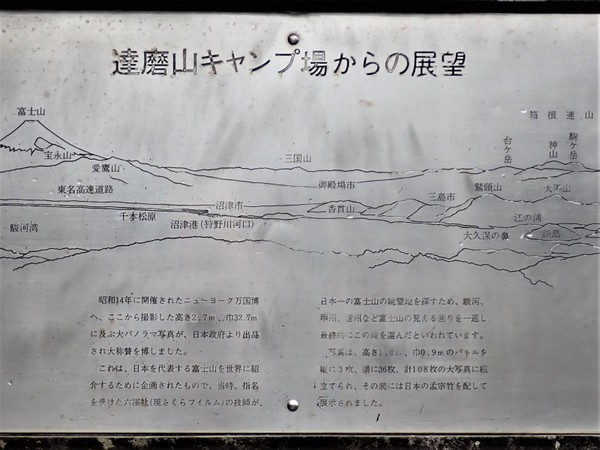 達磨山キャンプ場からの展望
箱根連山
富士山
宝永山
愛鷹山
三国山
台ケ岳
神山
駒ケ岳
東名高速道路
御殿場市
鷲頭山
三島市
沼津市
香貫山
千本松原
沼津港(狩野川河口)
江の浦
駿河湾
大久保の鼻
淡島
昭和14年に開催されたニューヨーク万国博
へ、ここから撮影した高さ2.7m、巾32.7m
に及ぶ大パノラマ写真が、日本政府より出品
され大称賛を博しました。
これは、日本を代表する富士山を世界に紹
介するために企画されたもので、当時、指名
を受けた六桜社(現さくらフイルム)の技師が、
日本一の富士山の眺望地を探すため、駿河、
甲州、信州など富士山の見える回りを一巡し、
最終的にこの地を選んだといわれています。
写真は、高さ m、巾0.9mのパネルを
縦に3枚、横に36枚、計108枚の大写真に組
立てられ、その前には日本の孟宗竹を配して
展示されました。